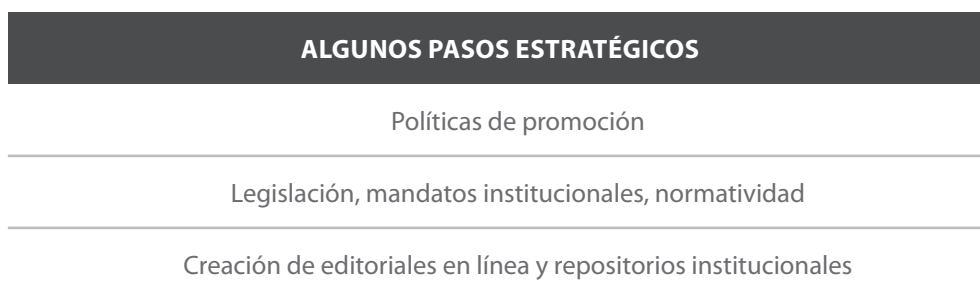 ALGUNOS PASOS ESTRATÉGICOS
Políticas de promoción
Legislación, mandatos institucionales, normatividad
Creación de editoriales en línea y repositorios institucionales